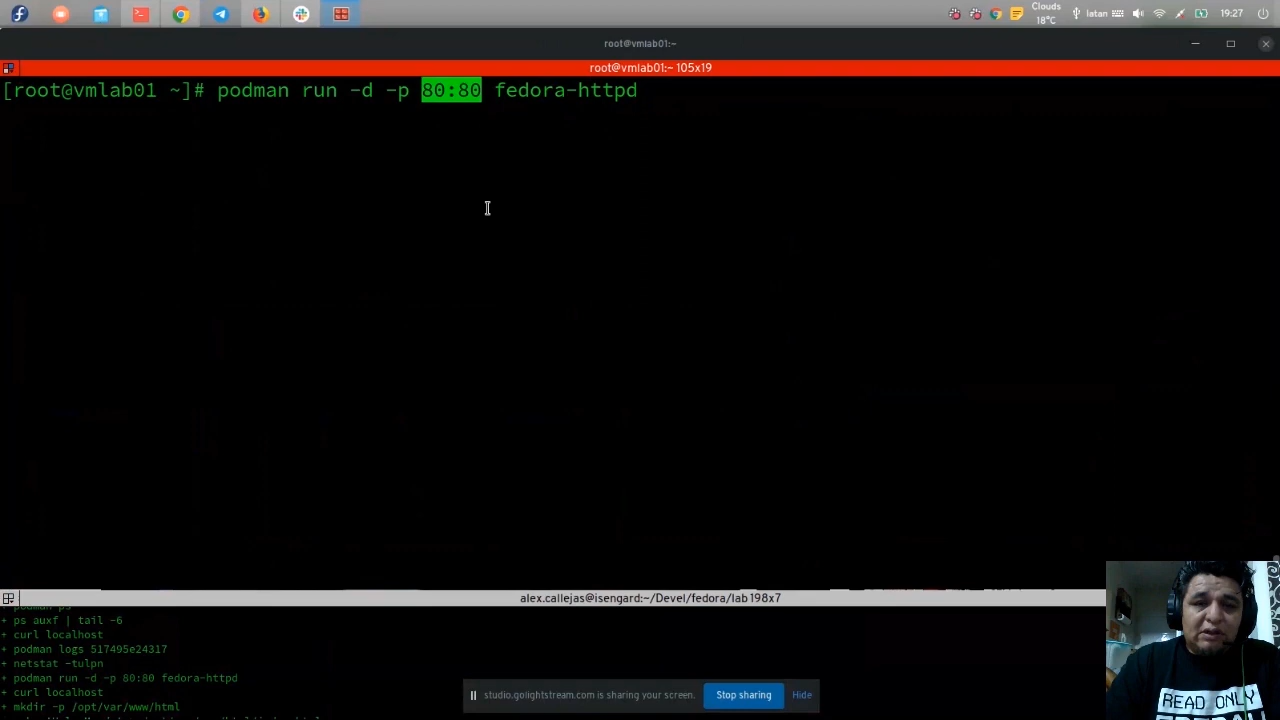 Clouds
18°C
latan
19:27
root@vmlab01:~
root@vmlab01:~ 105x19
[root@vmlab01 ~]# podman run -d -p 80:80 fedora-httpd
alex.callejas@isengard:~/Devel/fedora/lab 198x7
+ podman ps
+ ps auxf | tail -6
+ curl localhost
+ podman logs 517495e24317
+ netstat -tulpn
+ podman run -d -p 80:80 fedora-httpd
+ curl localhost
+ mkdir -p /opt/var/www/html
studio.golightstream.com is sharing your screen.
Stop sharing
Hide
READ ONLY